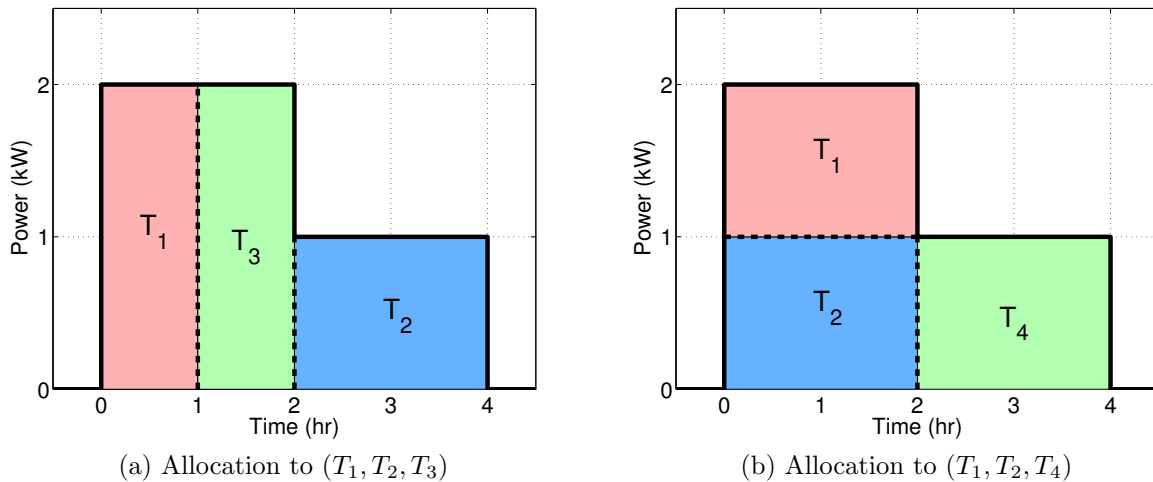 2
1
0
Power (kW)
T1
T3
T2
0 1 2 3 4
Time (hr)
(a) Allocation to (T1, T2, T3)
2
1
0
Power (kW)
T1
T2
T4
0 1 2 3 4
Time (hr)
(b) Allocation to (T1, T2, T4)